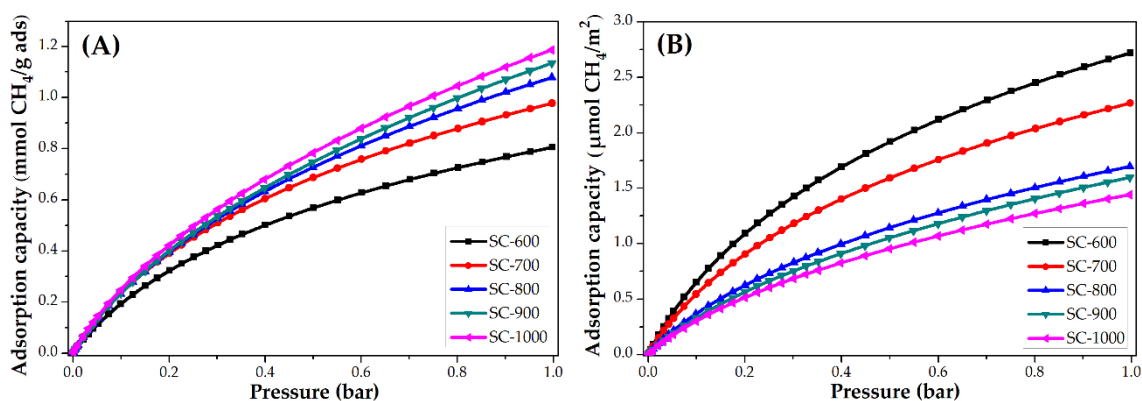 (A)
Adsorption capacity (mmol CH₄/g ads)
1.2
1.0
0.8
0.6
0.4
0.2
0.0
0.0 0.2 0.4 0.6 0.8 1.0
Pressure (bar)
SC-600
SC-700
SC-800
SC-900
SC-1000
(B)
Adsorption capacity ( μmol CH₄/m²)
3.0
2.5
2.0
1.5
1.0
0.5
0.0
0.0 0.2 0.4 0.6 0.8 1.0
Pressure (bar)
SC-600
SC-700
SC-800
SC-900
SC-1000